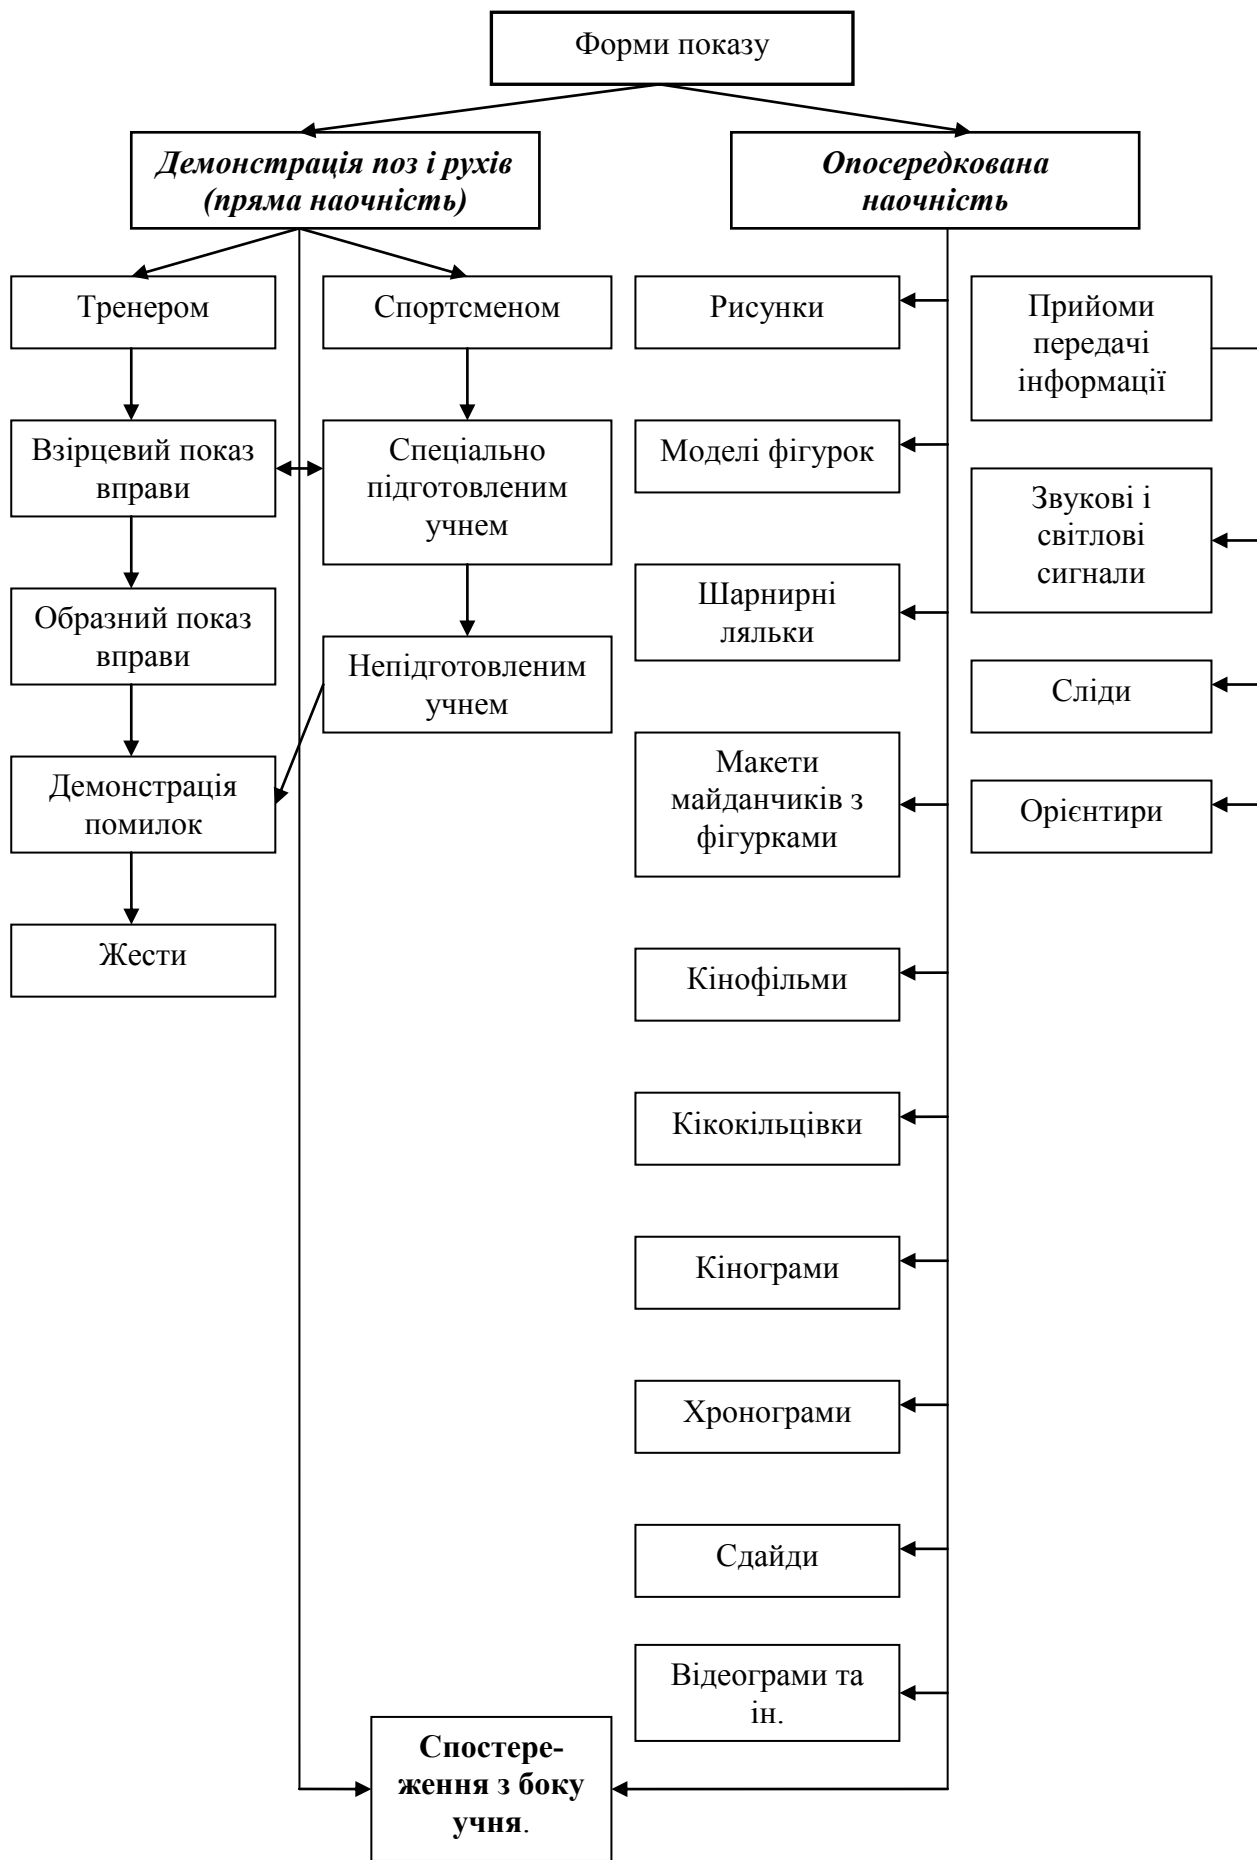 Форми показу
Демонстрація поз і рухів
(пряма наочність)
Опосередкована
наочність
Тренером
Спортсменом
Рисунки
Прийоми
передачі
інформації
Взірцевий показ
вправи
Спеціально
підготовленим
учнем
Моделі фігурок
Звукові і
світлові
сигнали
Образний показ
вправи
Шарнирні
ляльки
Непідготовленим
учнем
Сліди
Демонстрація
помилок
Макети
майданчиків з
фігурками
Орієнтири
Жести
Кінофільми
Кікокільцівки
Кінограми
Хронограми
Сдайди
Відеограми та
ін.
Спостере-
ження з боку
учня.